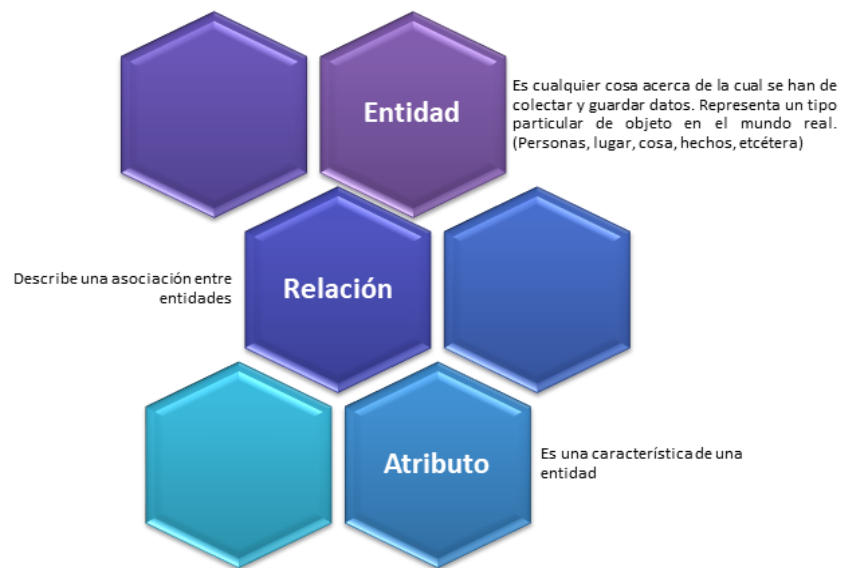 Entidad
Es cualquier cosa acerca de la cual se han de
colectar y guardar datos. Representa un tipo
particular de objeto en el mundo real.
(Personas, lugar, cosa, hechos, etcétera)
Describe una asociación entre
entidades
Relación
Atributo
Es una característica de una
entidad